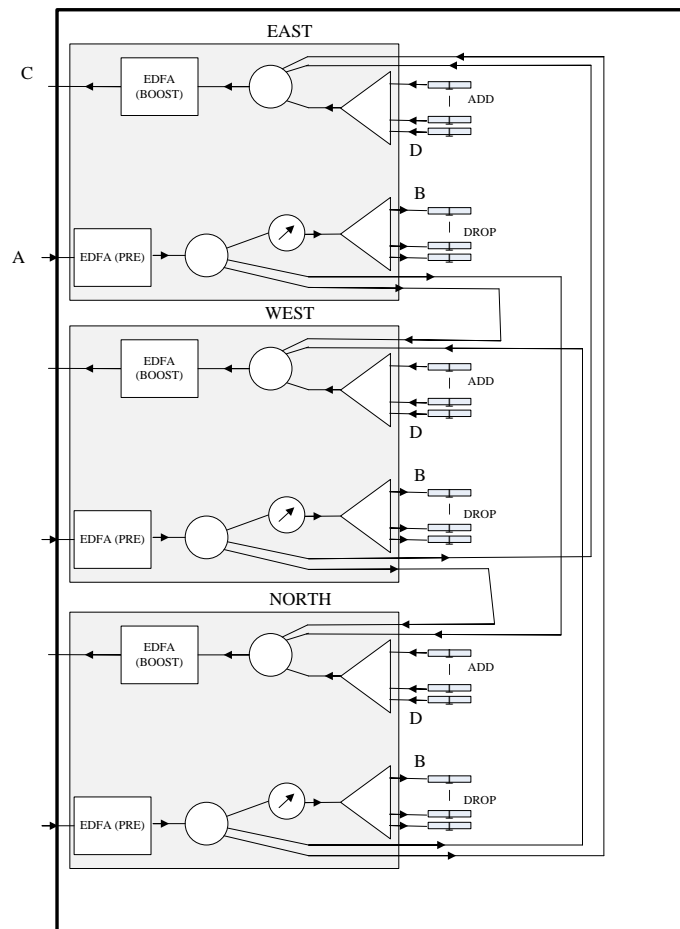 EAST
C
EDFA
(BOOST)
ADD
D
B
DROP
A
EDFA (PRE)
WEST
EDFA
(BOOST)
ADD
D
B
DROP
EDFA (PRE)
NORTH
EDFA
(BOOST)
ADD
D
B
DROP
EDFA (PRE)